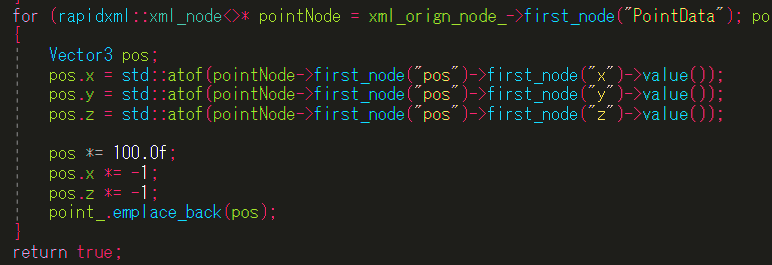 }
for (rapidxml::xml_node<>* pointNode = xml_orign_node_->first_node("PointData"); po
{
    Vector3 pos;
    pos.x = std::atof(pointNode->first_node("pos")->first_node("x")->value());
    pos.y = std::atof(pointNode->first_node("pos")->first_node("y")->value());
    pos.z = std::atof(pointNode->first_node("pos")->first_node("z")->value());

    pos *= 100.0f;
    pos.x *= -1;
    pos.z *= -1;
    point_.emplace_back(pos);
}
return true;